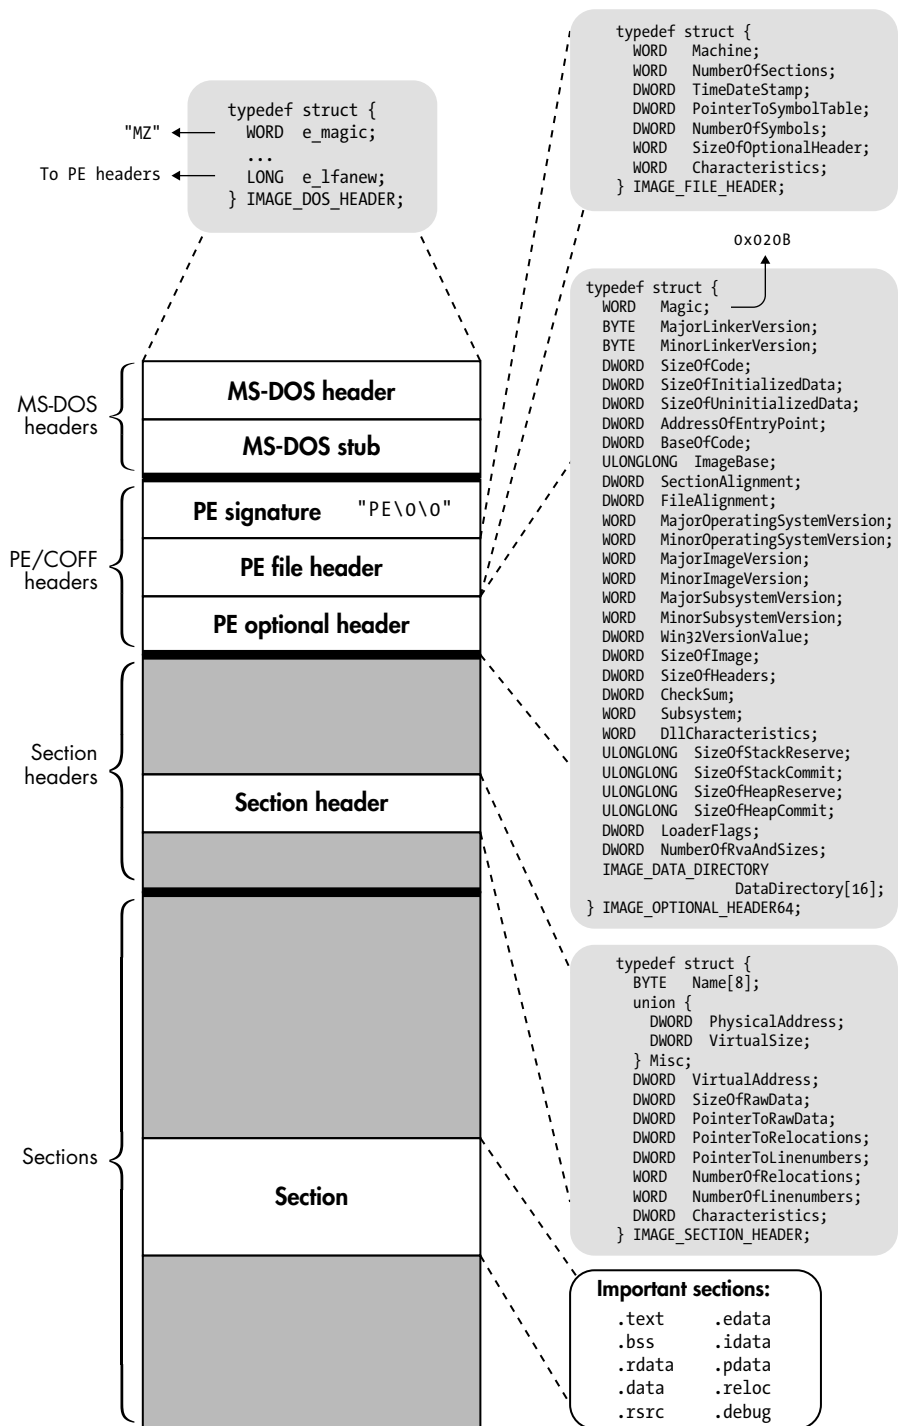 typedef struct {
WORD e_magic;
...
LONG e_lfanew;
} IMAGE_DOS_HEADER;
"MZ"
To PE headers
typedef struct {
WORD Machine;
WORD NumberOfSections;
DWORD TimeDateStamp;
DWORD PointerToSymbolTable;
DWORD NumberOfSymbols;
WORD SizeOfOptionalHeader;
WORD Characteristics;
} IMAGE_FILE_HEADER;
0x020B
typedef struct {
WORD Magic;
BYTE MajorLinkerVersion;
BYTE MinorLinkerVersion;
DWORD SizeOfCode;
DWORD SizeOfInitializedData;
DWORD SizeOfUninitializedData;
DWORD AddressOfEntryPoint;
DWORD BaseOfCode;
ULONGLONG ImageBase;
DWORD SectionAlignment;
DWORD FileAlignment;
WORD MajorOperatingSystemVersion;
WORD MinorOperatingSystemVersion;
WORD MajorImageVersion;
WORD MinorImageVersion;
WORD MajorSubsystemVersion;
WORD MinorSubsystemVersion;
DWORD Win32VersionValue;
DWORD SizeOfImage;
DWORD SizeOfHeaders;
DWORD CheckSum;
WORD Subsystem;
WORD DllCharacteristics;
ULONGLONG SizeOfStackReserve;
ULONGLONG SizeOfStackCommit;
ULONGLONG SizeOfHeapReserve;
ULONGLONG SizeOfHeapCommit;
DWORD LoaderFlags;
DWORD NumberOfRvaAndSizes;
IMAGE_DATA_DIRECTORY
DataDirectory[16];
} IMAGE_OPTIONAL_HEADER64;
MS-DOS
headers
MS-DOS header
MS-DOS stub
PE/COFF
headers
PE signature "PE\0\0"
PE file header
PE optional header
Section
headers
Section header
Sections
Section
typedef struct {
BYTE Name[8];
union {
DWORD PhysicalAddress;
DWORD VirtualSize;
} Misc;
DWORD VirtualAddress;
DWORD SizeOfRawData;
DWORD PointerToRawData;
DWORD PointerToRelocations;
DWORD PointerToLinenumbers;
WORD NumberOfRelocations;
WORD NumberOfLinenumbers;
DWORD Characteristics;
} IMAGE_SECTION_HEADER;
Important sections:
.text .edata
.bss .idata
.rdata .pdata
.data .reloc
.rsrc .debug